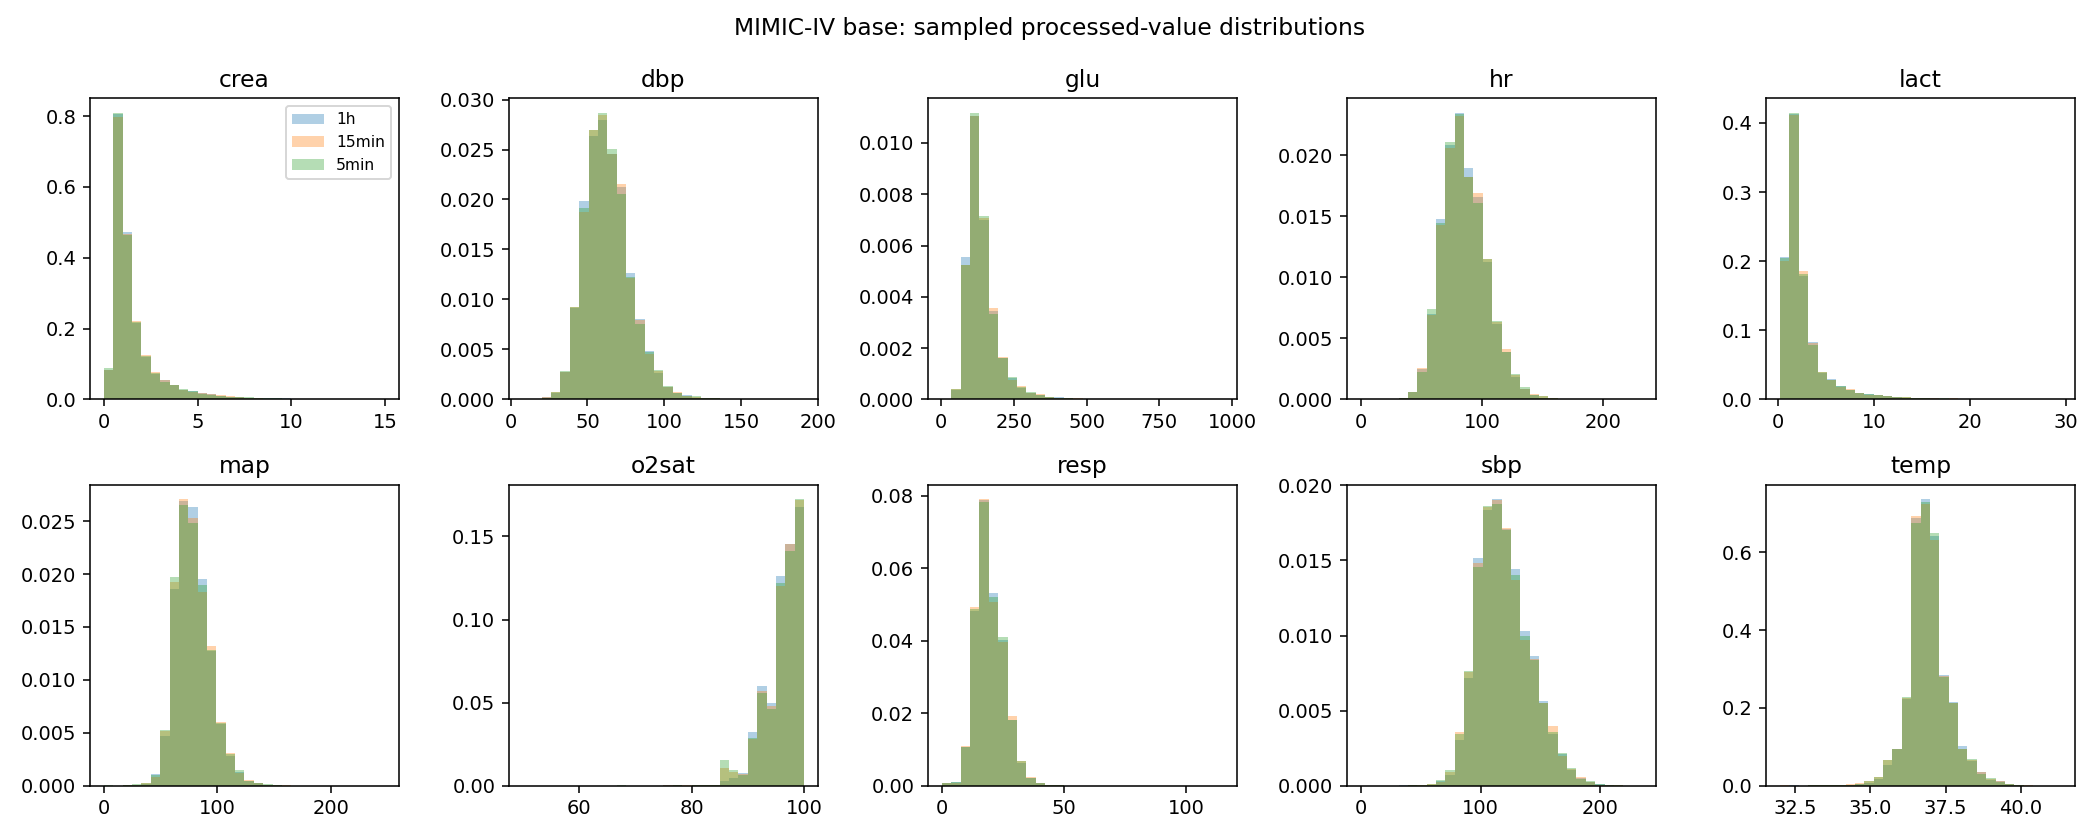 MIMIC-IV base: sampled processed-value distributions
crea
0.8
0.6
0.4
0.2
0.0
0 5 10 15
1h
15min
5min
dbp
0.030
0.025
0.020
0.015
0.010
0.005
0.000
0 50 100 150 200
glu
0.010
0.008
0.006
0.004
0.002
0.000
0 250 500 750 1000
hr
0.020
0.015
0.010
0.005
0.000
0 100 200
lact
0.4
0.3
0.2
0.1
0.0
0 10 20 30
map
0.025
0.020
0.015
0.010
0.005
0.000
0 100 200
o2sat
0.15
0.10
0.05
0.00
60 80 100
resp
0.08
0.06
0.04
0.02
0.00
0 50 100
sbp
0.020
0.015
0.010
0.005
0.000
0 100 200
temp
0.6
0.4
0.2
0.0
32.5 35.0 37.5 40.0